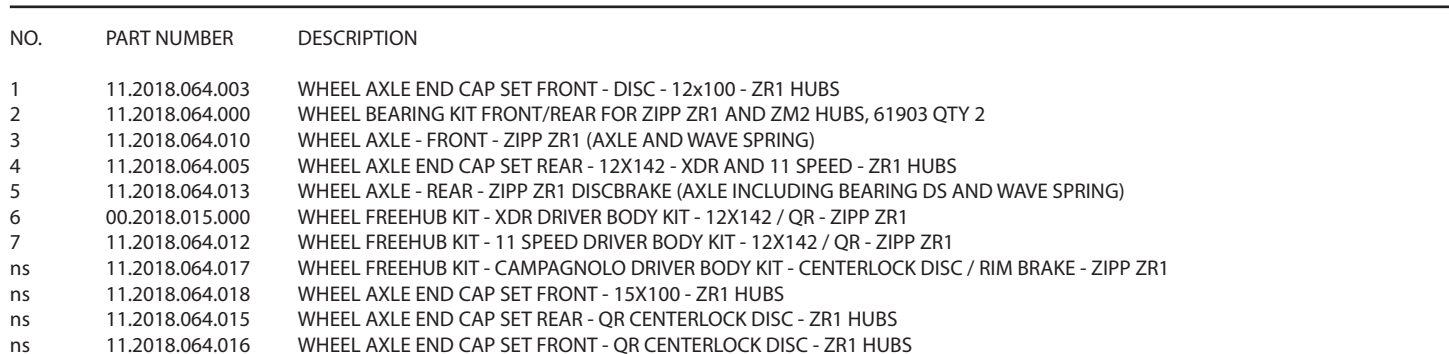 NO. PART NUMBER DESCRIPTION
1 11.2018.064.003 WHEEL AXLE END CAP SET FRONT - DISC - 12x100 - ZR1 HUBS
2 11.2018.064.000 WHEEL BEARING KIT FRONT/REAR FOR ZIPP ZR1 AND ZM2 HUBS, 61903 QTY 2
3 11.2018.064.010 WHEEL AXLE - FRONT - ZIPP ZR1 (AXLE AND WAVE SPRING)
4 11.2018.064.005 WHEEL AXLE END CAP SET REAR - 12X142 - XDR AND 11 SPEED - ZR1 HUBS
5 11.2018.064.013 WHEEL AXLE - REAR - ZIPP ZR1 DISCBRAKE (AXLE INCLUDING BEARING DS AND WAVE SPRING)
6 00.2018.015.000 WHEEL FREEHUB KIT - XDR DRIVER BODY KIT - 12X142 / QR - ZIPP ZR1
7 11.2018.064.012 WHEEL FREEHUB KIT - 11 SPEED DRIVER BODY KIT - 12X142 / QR - ZIPP ZR1
ns 11.2018.064.017 WHEEL FREEHUB KIT - CAMPAGNOLO DRIVER BODY KIT - CENTERLOCK DISC / RIM BRAKE - ZIPP ZR1
ns 11.2018.064.018 WHEEL AXLE END CAP SET FRONT - 15X100 - ZR1 HUBS
ns 11.2018.064.015 WHEEL AXLE END CAP SET REAR - QR CENTERLOCK DISC - ZR1 HUBS
ns 11.2018.064.016 WHEEL AXLE END CAP SET FRONT - QR CENTERLOCK DISC - ZR1 HUBS